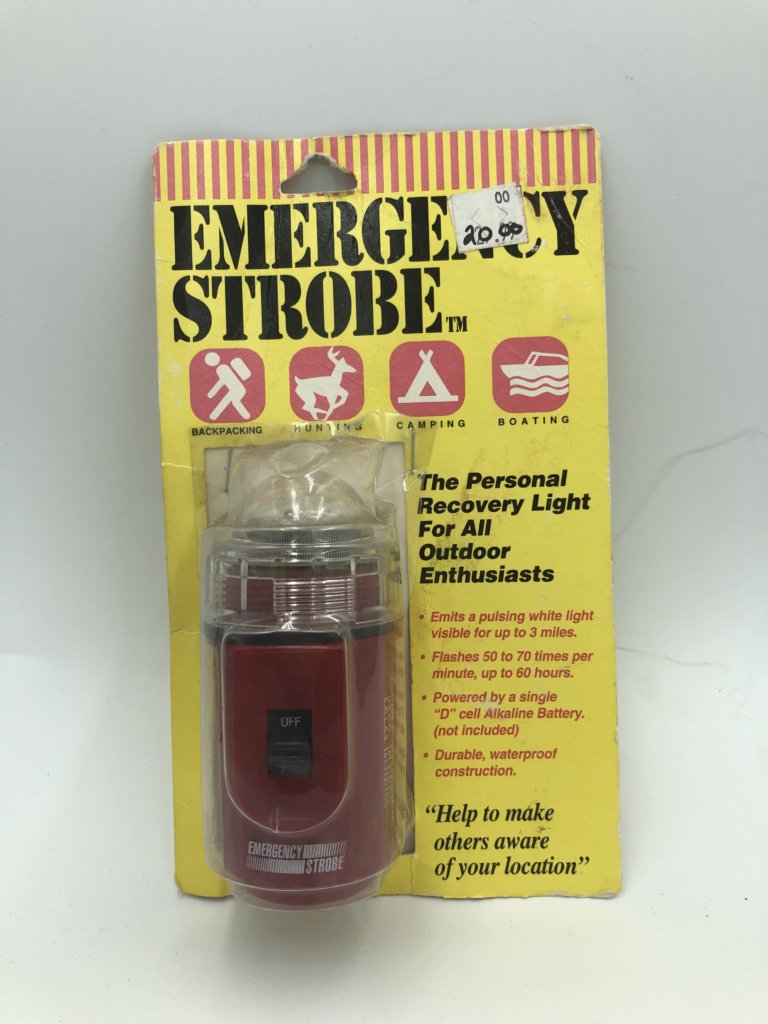 EMERGENCY
00
20.00
STROBE™
BACKPACKING
HUNTING
CAMPING
BOATING
The Personal
Recovery Light
For All
Outdoor
Enthusiasts
• Emits a pulsing white light
visible for up to 3 miles.
• Flashes 50 to 70 times per
minute, up to 60 hours.
• Powered by a single
“D” cell Alkaline Battery.
(not included)
• Durable, waterproof
construction.
“Help to make
others aware
of your location”
OFF
EMERGENCY
STROBE